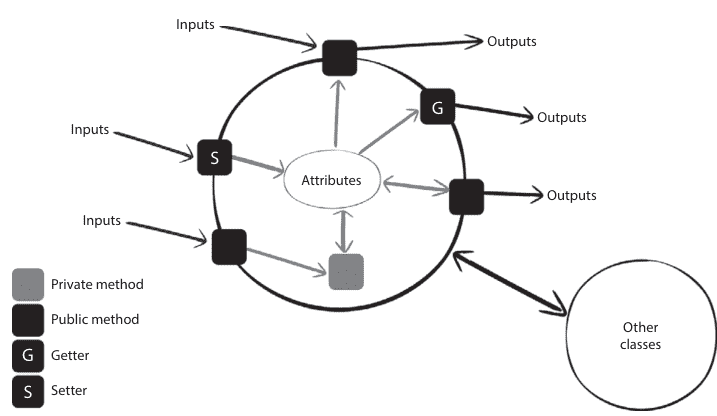 Inputs
Outputs
G
Outputs
Inputs
S
Attributes
Outputs
Inputs
Private method
Public method
G
Getter
S
Setter
Other
classes